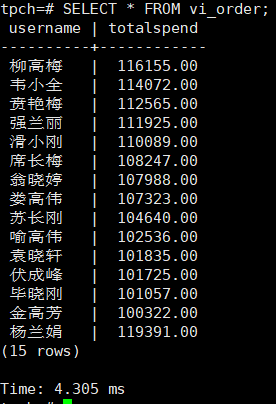 tpch=# SELECT * FROM vi_order;
 username | totalspend
----------+------------
 柳高梅   |  116155.00
 韦小全   |  114072.00
 贲艳梅   |  112565.00
 强兰丽   |  111925.00
 滑小刚   |  110089.00
 席长梅   |  108247.00
 翁晓婷   |  107988.00
 娄高伟   |  107323.00
 苏长刚   |  104640.00
 喻高伟   |  102536.00
 袁晓轩   |  101835.00
 伏成峰   |  101725.00
 毕晓刚   |  101057.00
 金高芳   |  100322.00
 杨兰娟   |  119391.00
(15 rows)
Time: 4.305 ms